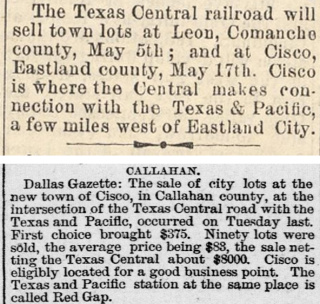 The Texas Central railroad will
sell town lots at Leon, Comanche
county, May 5th; and at Cisco,
Eastland county, May 17th. Cisco
is where the Central makes con-
nection with the Texas & Pacific,
a few miles west of Eastland City.
CALLAHAN.
Dallas Gazette: The sale of city lots at the
new town of Cisco, in Callahan county, at the
intersection of the Texas Central road with the
Texas and Pacific, occurred on Tuesday last.
First choice brought $375. Ninety lots were
sold, the average price being $88, the sale net-
ting the Texas Central about $8000. Cisco is
eligibly located for a good business point. The
Texas and Pacific station at the same place is
called Red Gap.